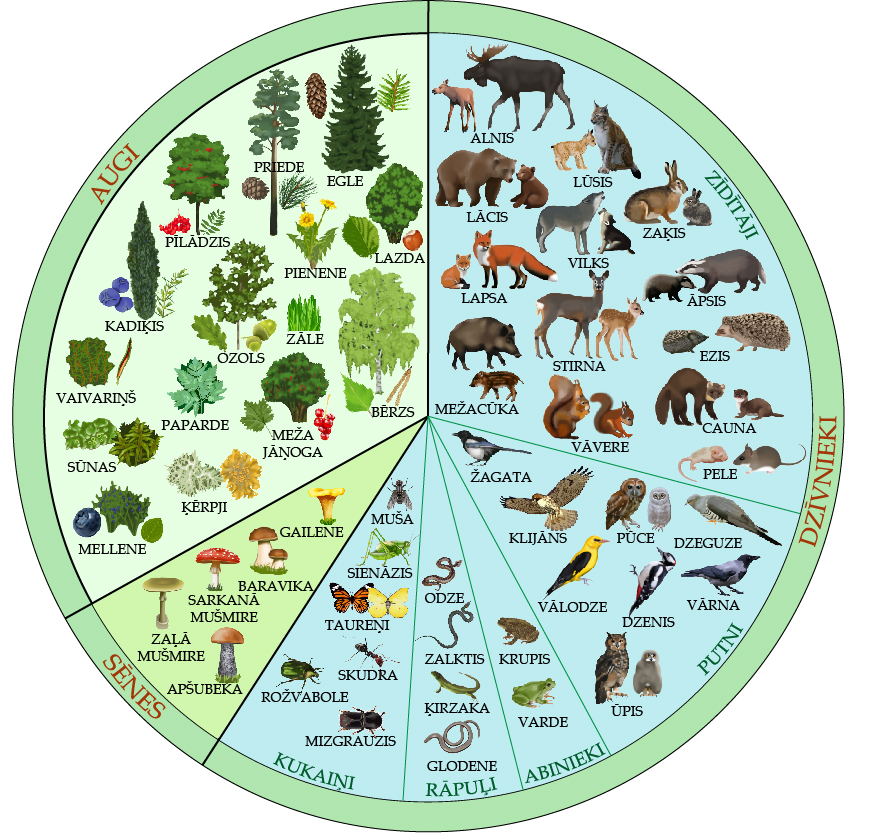 AUGI
PRIEDE
EGLE
PĪLĀDZIS
PIENENE
LAZDA
KADIĶIS
OZOLS
ZĀLE
VAIVARIŅŠ
PAPARDE
BĒRZS
MEŽA
JĀŅOGA
SŪNAS
ĶĒRPJI
MELLENE
SĒNES
GAILENE
BARAVIKA
SARKANĀ
MUŠMIRE
ZAĻĀ
MUŠMIRE
APŠUBEKA
DZĪVNIEKI
ZĪDĪTĀJI
ALNIS
LŪSIS
LĀCIS
ZAĶIS
VILKS
LAPSA
ĀPSIS
STIRNA
EZIS
MEŽACŪKA
VĀVERE
CAUNA
PELE
PUTNI
ŽAGATA
KLIJĀNS
PŪCE
DZEGUZE
VĀLODZE
DZENIS
VĀRNA
ŪPIS
ABINIEKI
KRUPIS
VARDE
RĀPUĻI
ODZE
ZALKTIS
ĶIRZAKA
GLODENE
KUKAIŅI
MUŠA
SIENĀZIS
TAUREŅI
SKUDRA
ROŽVABOLE
MIZGRAUZIS